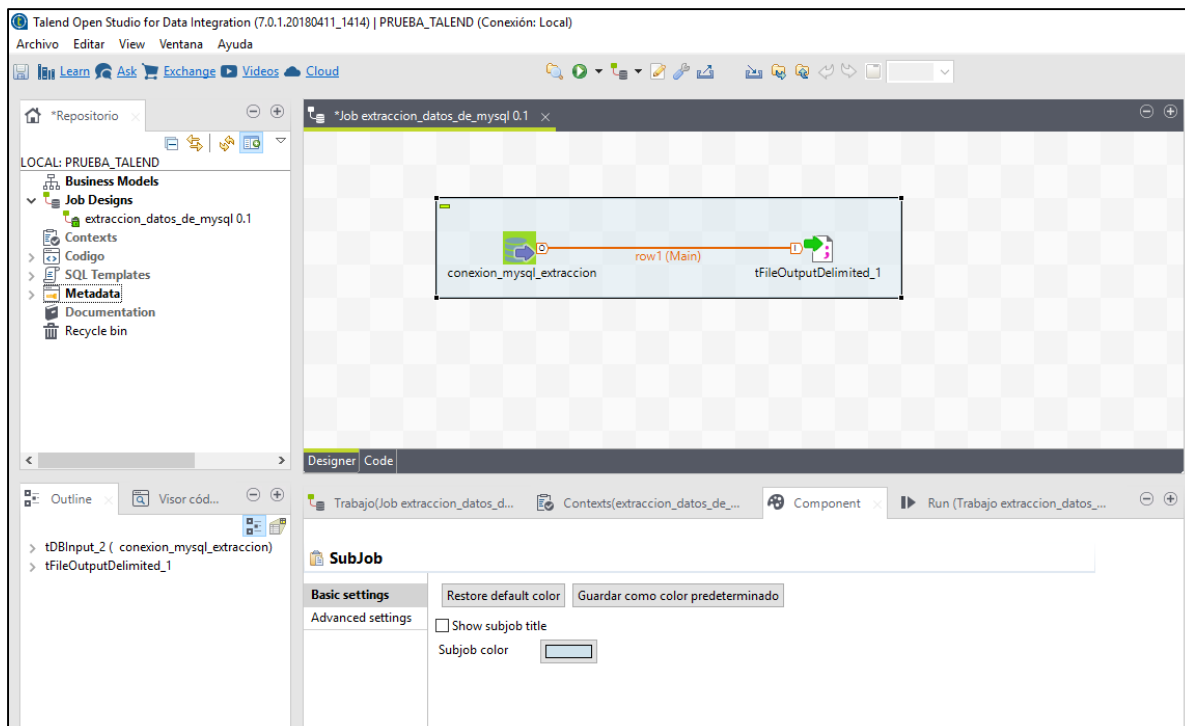 Talend Open Studio for Data Integration (7.0.1.20180411_1414) | PRUEBA_TALEND (Conexión: Local)
Archivo Editar View Ventana Ayuda
Learn Ask Exchange Videos Cloud
*Repositorio
LOCAL: PRUEBA_TALEND
Business Models
Job Designs
extraccion_datos_de_mysql 0.1
Contexts
Codigo
SQL Templates
Metadata
Documentation
Recycle bin
*Job extraccion_datos_de_mysql 0.1
row1 (Main)
conexion_mysql_extraccion
tFileOutputDelimited_1
Designer Code
Outline Visor cód...
tDBInput_2 ( conexion_mysql_extraccion)
tFileOutputDelimited_1
Trabajo(Job extraccion_datos_d... Contexts(extraccion_datos_de_... Component Run (Trabajo extraccion_datos_...
SubJob
Basic settings
Advanced settings
Restore default color Guardar como color predeterminado
Show subjob title
Subjob color